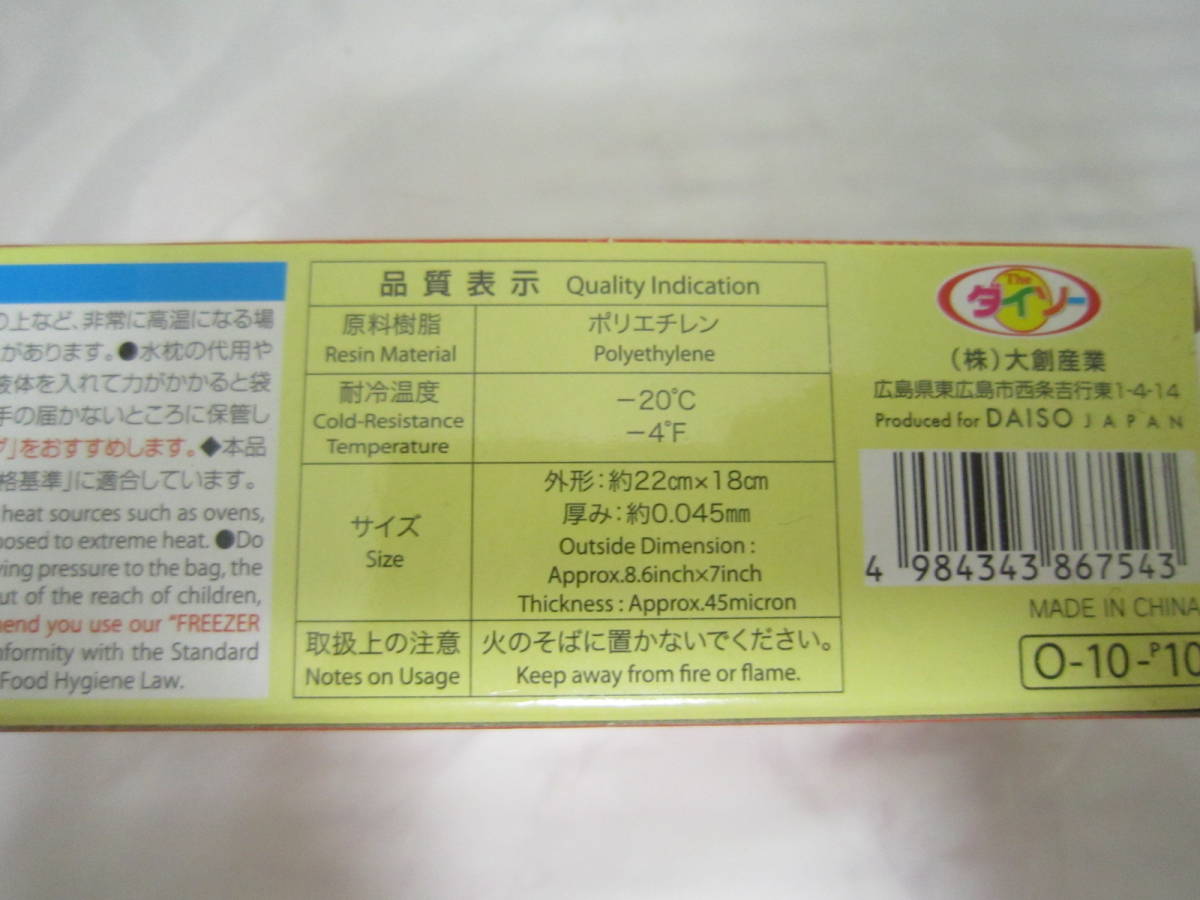 の上など、非常に高温になる場
があります。●水枕の代用や
液体を入れて力がかかると袋
手の届かないところに保管し
グ」をおすすめします。◆本品
格基準」に適合しています。
heat sources such as ovens,
posed to extreme heat. ●Do
ying pressure to the bag, the
ut of the reach of children,
mend you use our "FREEZER
nformity with the Standard
Food Hygiene Law.
品質表示 Quality Indication
原料樹脂
Resin Material
ポリエチレン
Polyethylene
耐冷温度
Cold-Resistance
Temperature
−20℃
−4°F
サイズ
Size
外形：約22cm×18cm
厚み：約0.045mm
Outside Dimension :
Approx.8.6inch×7inch
Thickness : Approx.45micron
取扱上の注意
Notes on Usage
火のそばに置かないでください。
Keep away from fire or flame.
The
ダイソー
(株)大創産業
広島県東広島市西条吉行東1-4-14
Produced for DAISO JAPAN
4 984343 867543
MADE IN CHINA
O-10-P10